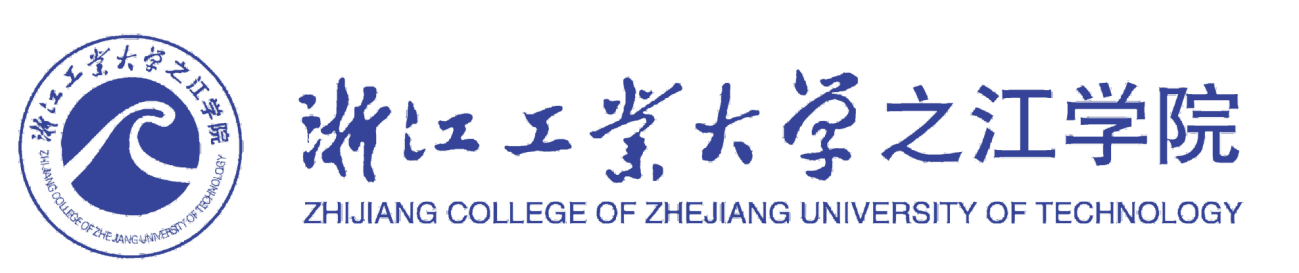 浙江工业大学之江学院
ZHIJIANG COLLEGE OF ZHEJIANG UNIVERSITY OF TECHNOLOGY
浙江工业大学之江学院
ZHIJIANG COLLEGE OF ZHEJIANG UNIVERSITY OF TECHNOLOGY